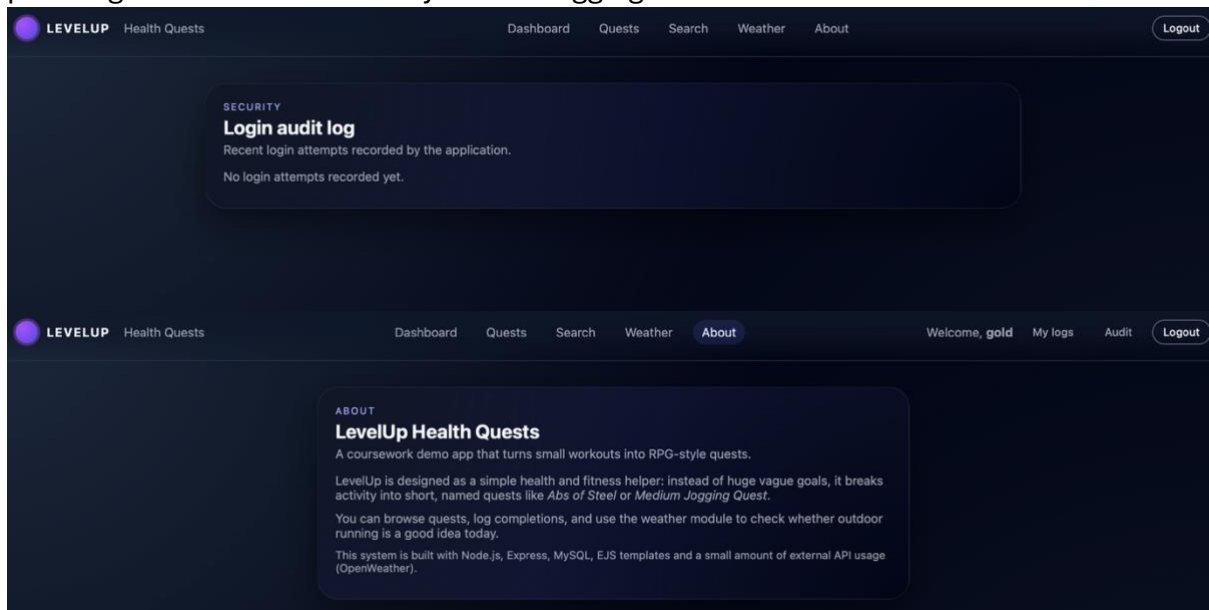 LEVELUP Health Quests Dashboard Quests Search Weather About Logout
SECURITY
Login audit log
Recent login attempts recorded by the application.
No login attempts recorded yet.
LEVELUP Health Quests Dashboard Quests Search Weather About Welcome, gold My logs Audit Logout
ABOUT
LevelUp Health Quests
A coursework demo app that turns small workouts into RPG-style quests.
LevelUp is designed as a simple health and fitness helper: instead of huge vague goals, it breaks
activity into short, named quests like Abs of Steel or Medium Jogging Quest.
You can browse quests, log completions, and use the weather module to check whether outdoor
running is a good idea today.
This system is built with Node.js, Express, MySQL, EJS templates and a small amount of external API usage
(OpenWeather).